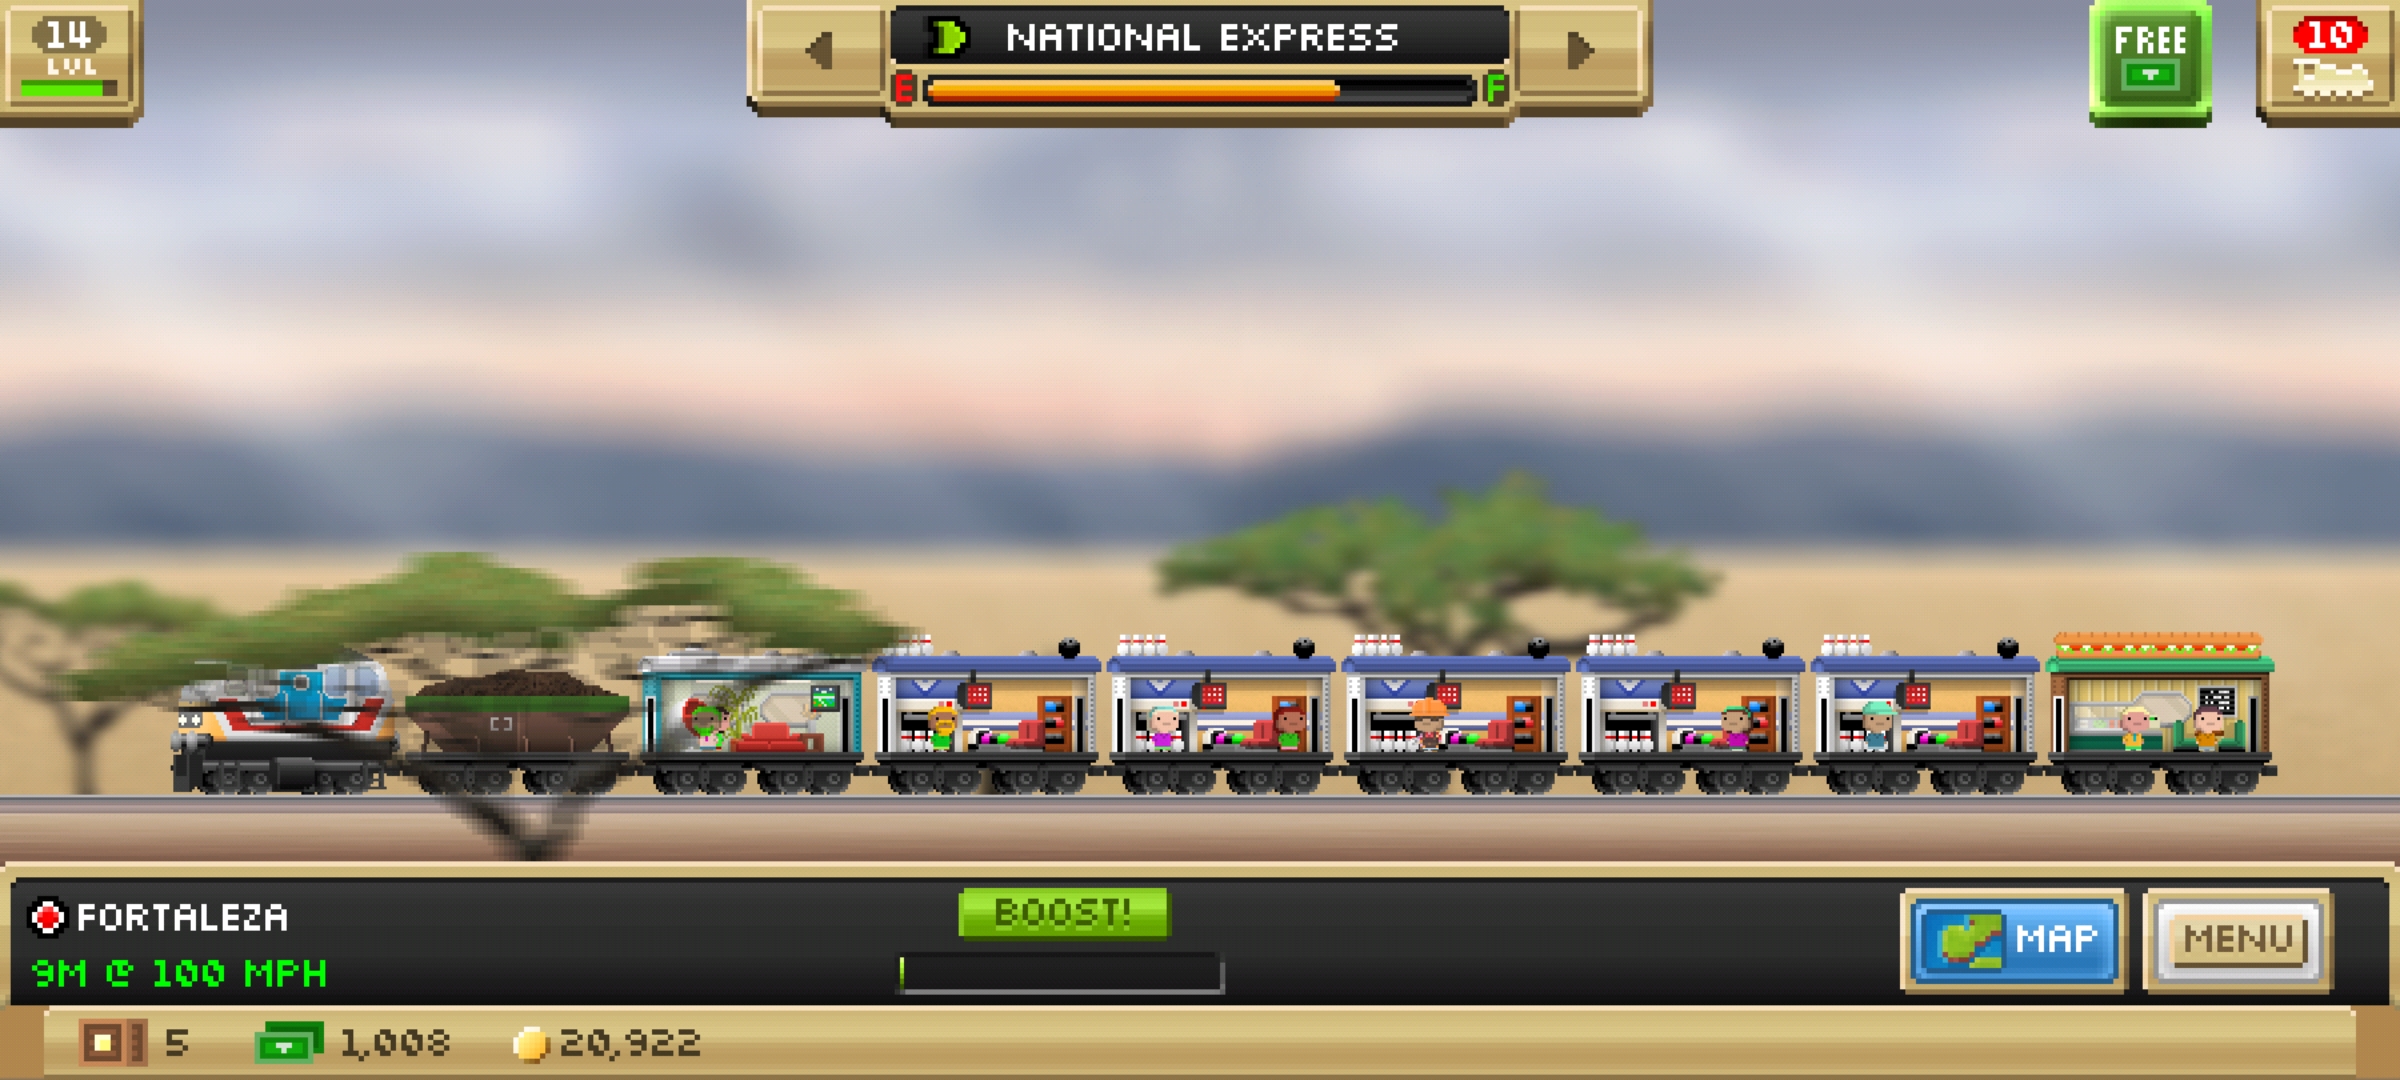 14
LVL
NATIONAL EXPRESS
E
F
FREE
10
FORTALEZA
9M @ 100 MPH
BOOST!
MAP
MENU
5
1,008
20,922